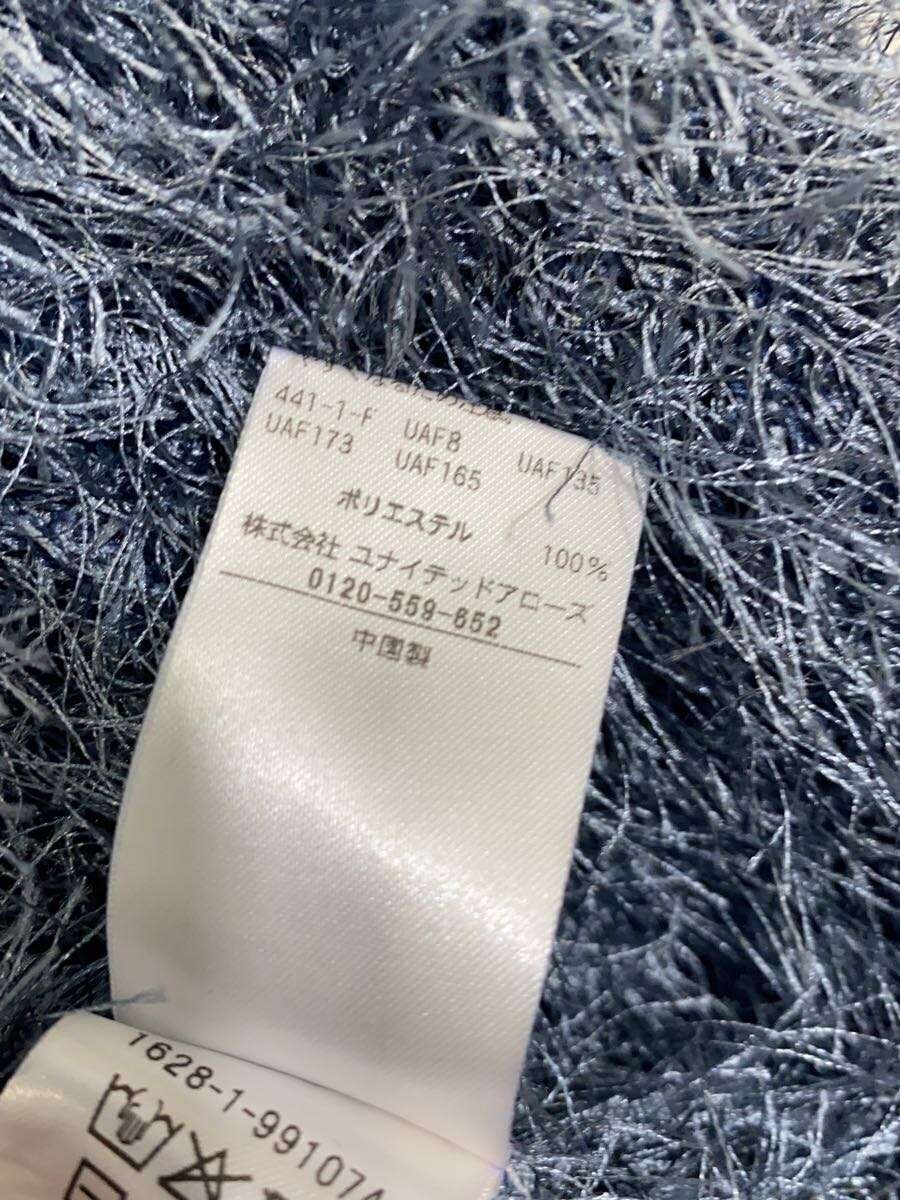 441-1-F UAF8 UAF135
UAF173 UAF165
ポリエステル 100%
株式会社 ユナイテッドアローズ
0120-559-652
中国製
1628-1-99107